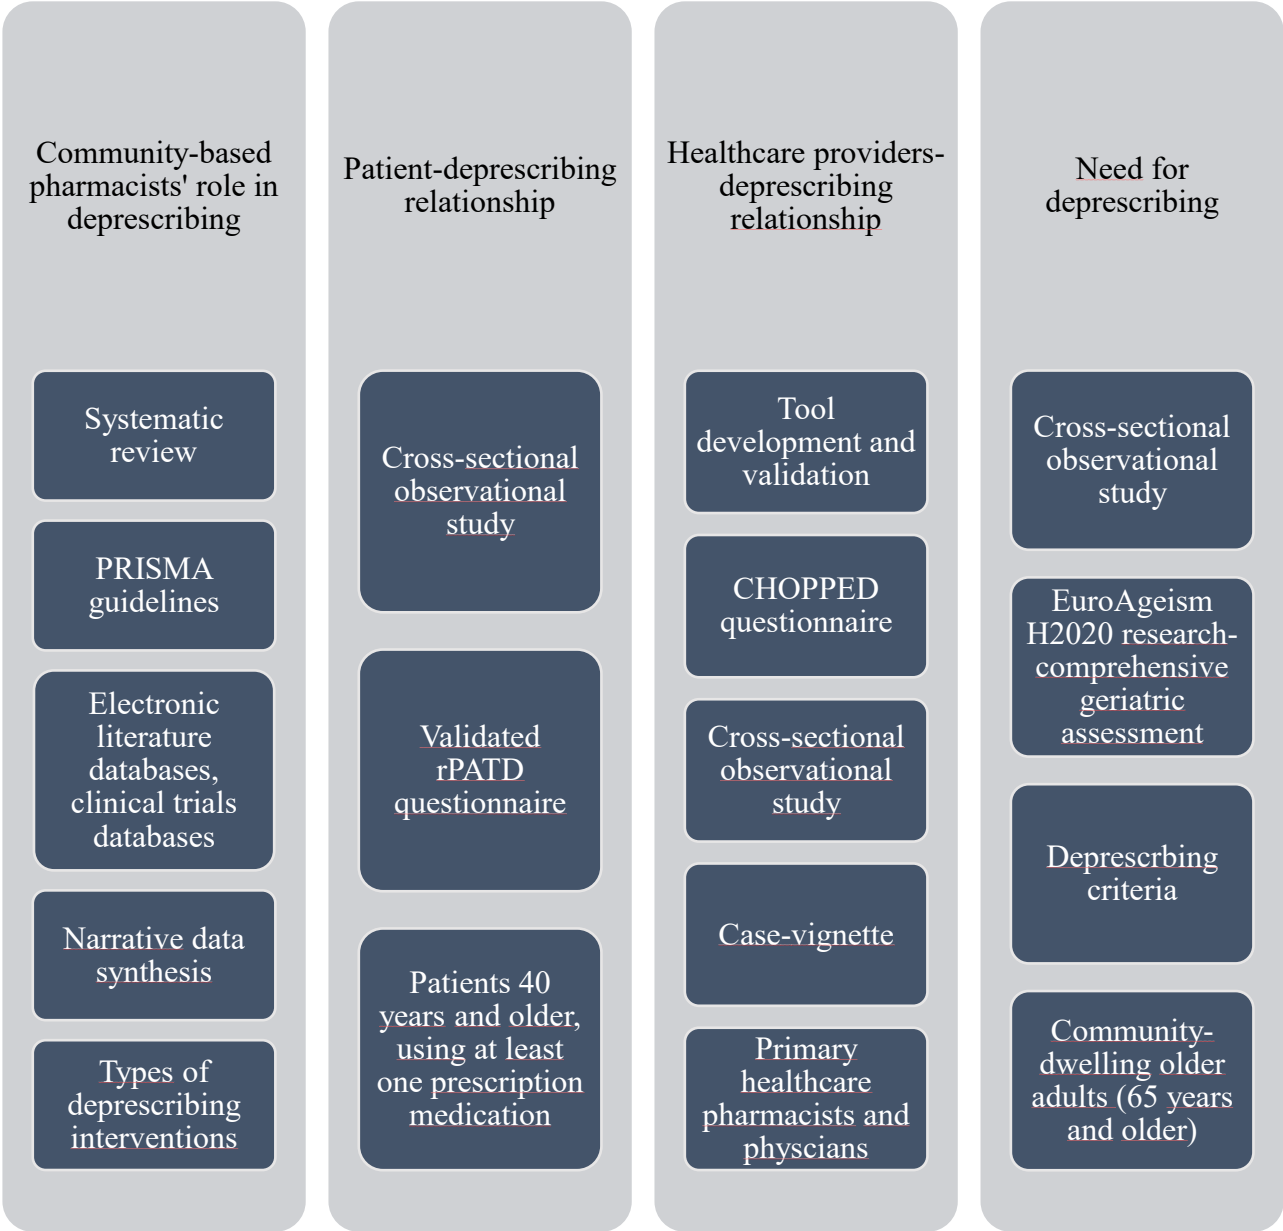 Community-based
pharmacists' role in
deprescribing
Systematic
review
PRISMA
guidelines
Electronic
literature
databases,
clinical trials
databases
Narrative data
synthesis
Types of
deprescribing
interventions
Patient-deprescribing
relationship
Cross-sectional
observational
study
Validated
rPATD
questionnaire
Patients 40
years and older,
using at least
one prescription
medication
Healthcare providers-
deprescribing
relationship
Tool
development and
validation
CHOPPED
questionnaire
Cross-sectional
observational
study
Case-vignette
Primary
healthcare
pharmacists and
physcians
Need for
deprescribing
Cross-sectional
observational
study
EuroAgeism
H2020 research-
comprehensive
geriatric
assessment
Deprescrbing
criteria
Community-
dwelling older
adults (65 years
and older)